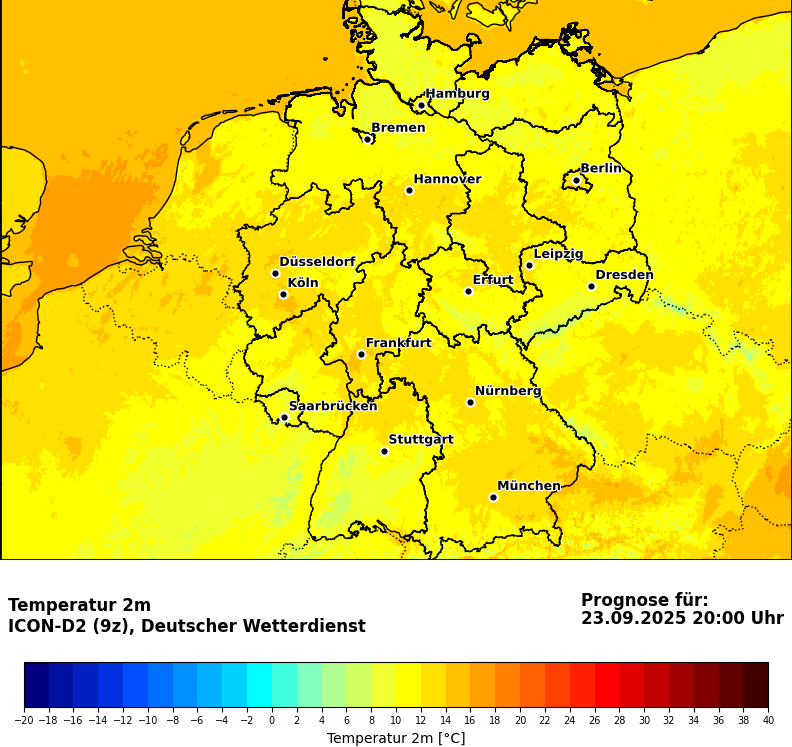 Hamburg
Bremen
Berlin
Hannover
Leipzig
Düsseldorf
Dresden
Köln
Erfurt
Frankfurt
Nürnberg
Saarbrücken
Stuttgart
München
Temperatur 2m
ICON-D2 (9z), Deutscher Wetterdienst
Prognose für:
23.09.2025 20:00 Uhr
−20 −18 −16 −14 −12 −10 −8 −6 −4 −2 0 2 4 6 8 10 12 14 16 18 20 22 24 26 28 30 32 34 36 38 40
Temperatur 2m [°C]